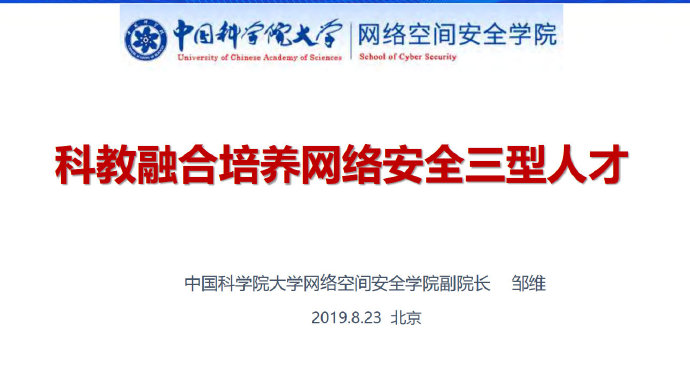 中国科学院大学 网络空间安全学院
University of Chinese Academy of Sciences School of Cyber Security
科教融合培养网络安全三型人才
中国科学院大学网络空间安全学院副院长 邹维
2019.8.23 北京